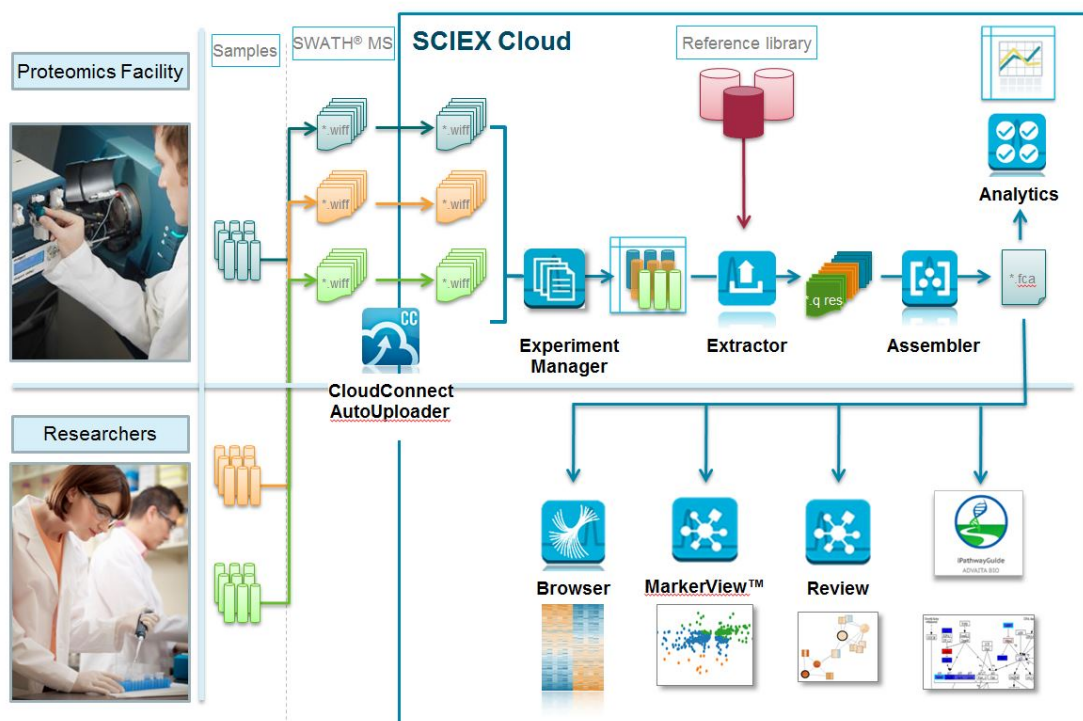 Samples
SWATH® MS
SCIEX Cloud
Reference library
Proteomics Facility
*.wiff
*.wiff
*.wiff
*.wiff
*.wiff
*.wiff
Analytics
*.q res
*.fca
CC
Experiment
Manager
Extractor
Assembler
CloudConnect
AutoUploader
Researchers
iPathwayGuide
ADVAITA BIO
Browser
MarkerView™
Review